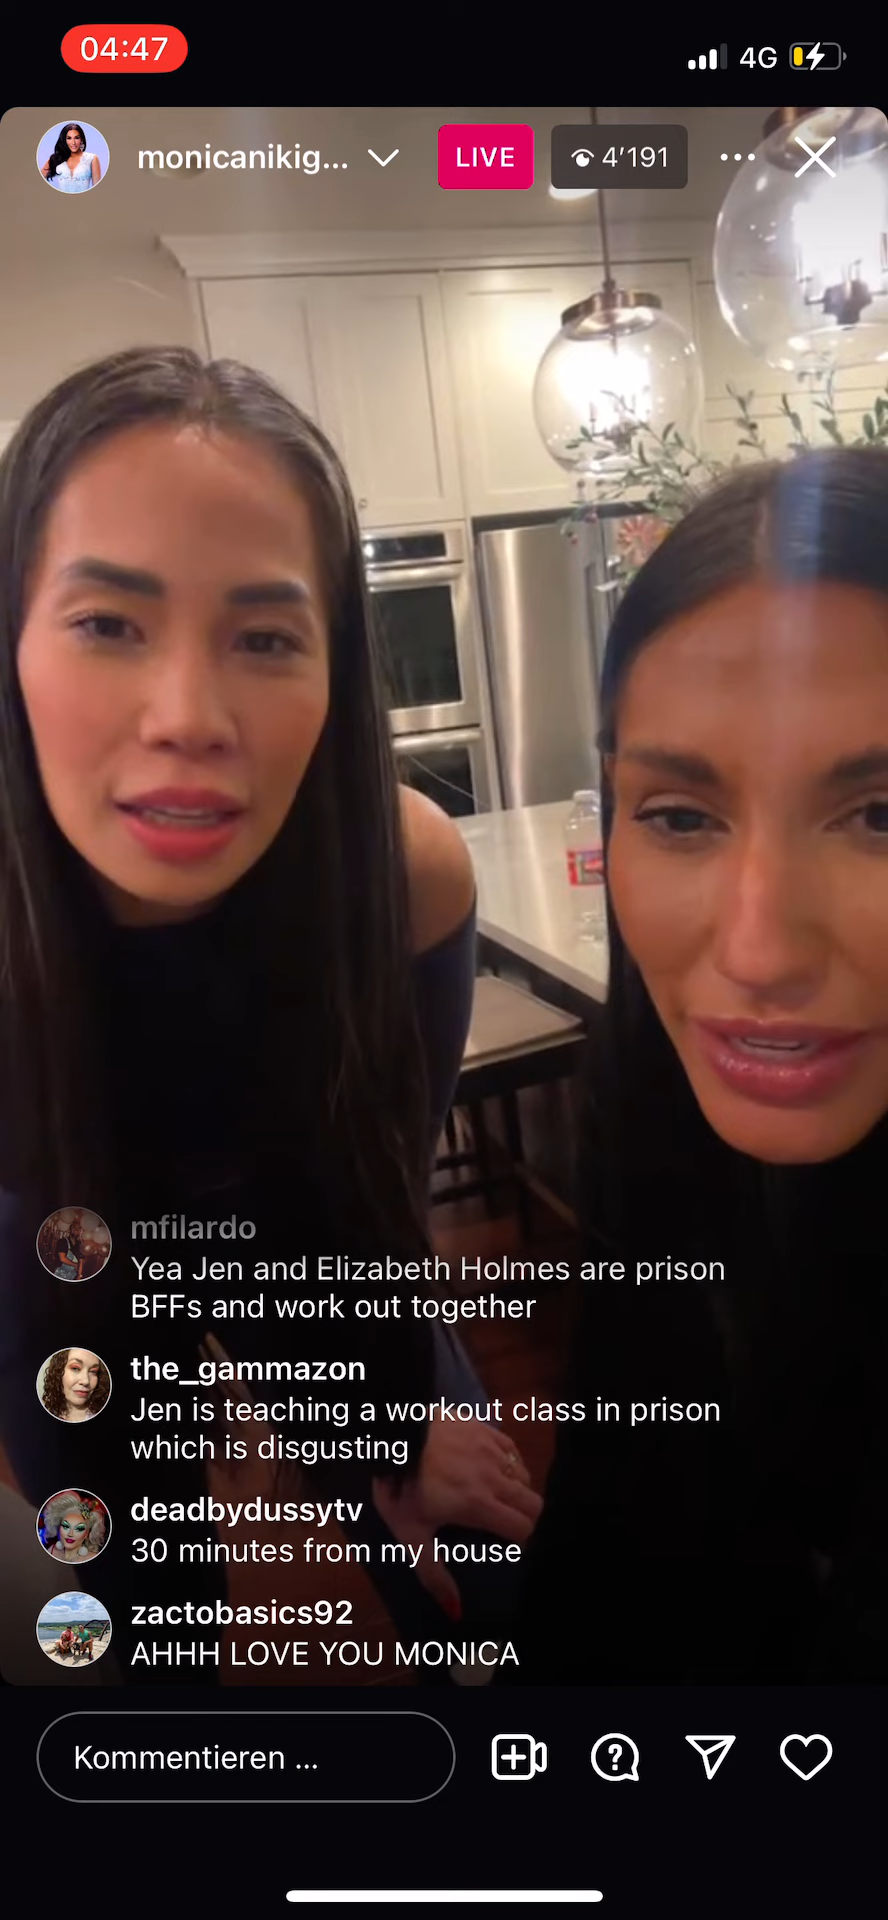 04:47
4G
monicanikig...
LIVE
4’191
mfilardo
Yea Jen and Elizabeth Holmes are prison
BFFs and work out together
the_gammazon
Jen is teaching a workout class in prison
which is disgusting
deadbydussytv
30 minutes from my house
zactobasics92
AHHH LOVE YOU MONICA
Kommentieren ...